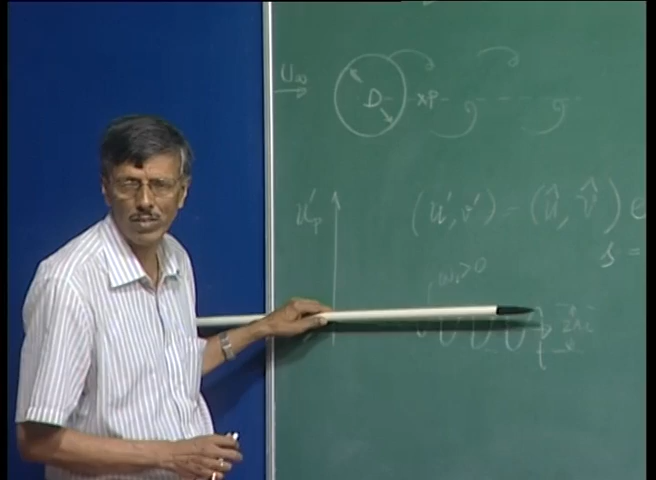 U∞
D xP
u'p (u', v') = (û, v̂) e
s =
ωi > 0
t